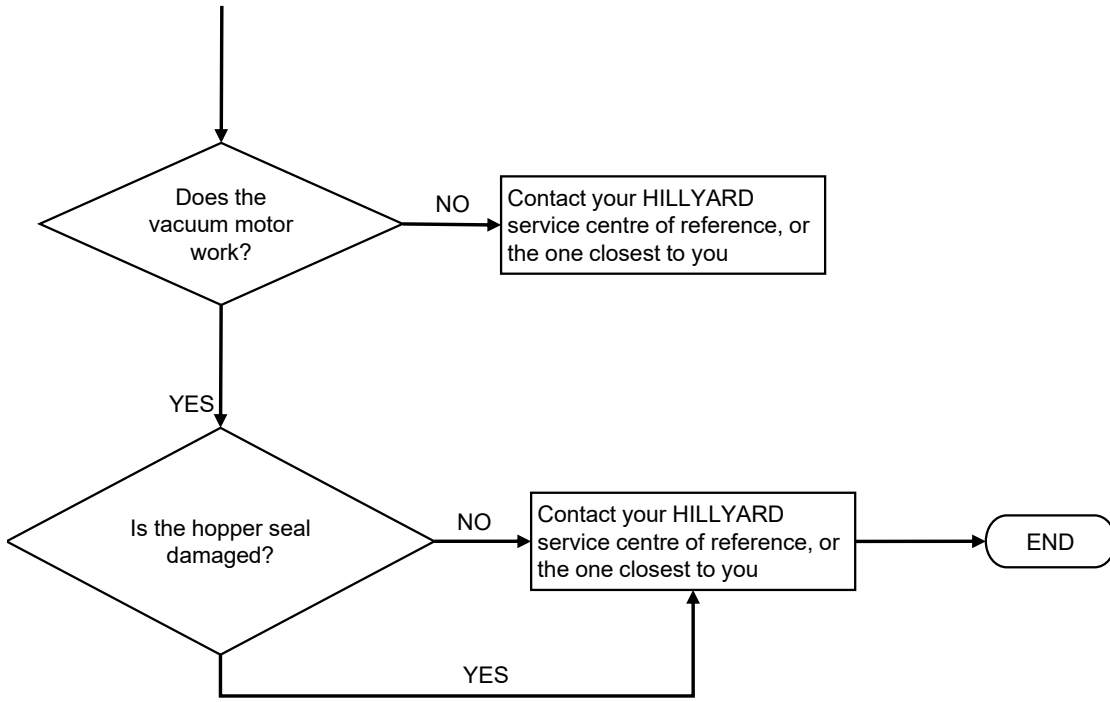 Does the
vacuum motor
work?
NO
Contact your HILLYARD
service centre of reference, or
the one closest to you
YES
Is the hopper seal
damaged?
NO
Contact your HILLYARD
service centre of reference, or
the one closest to you
END
YES